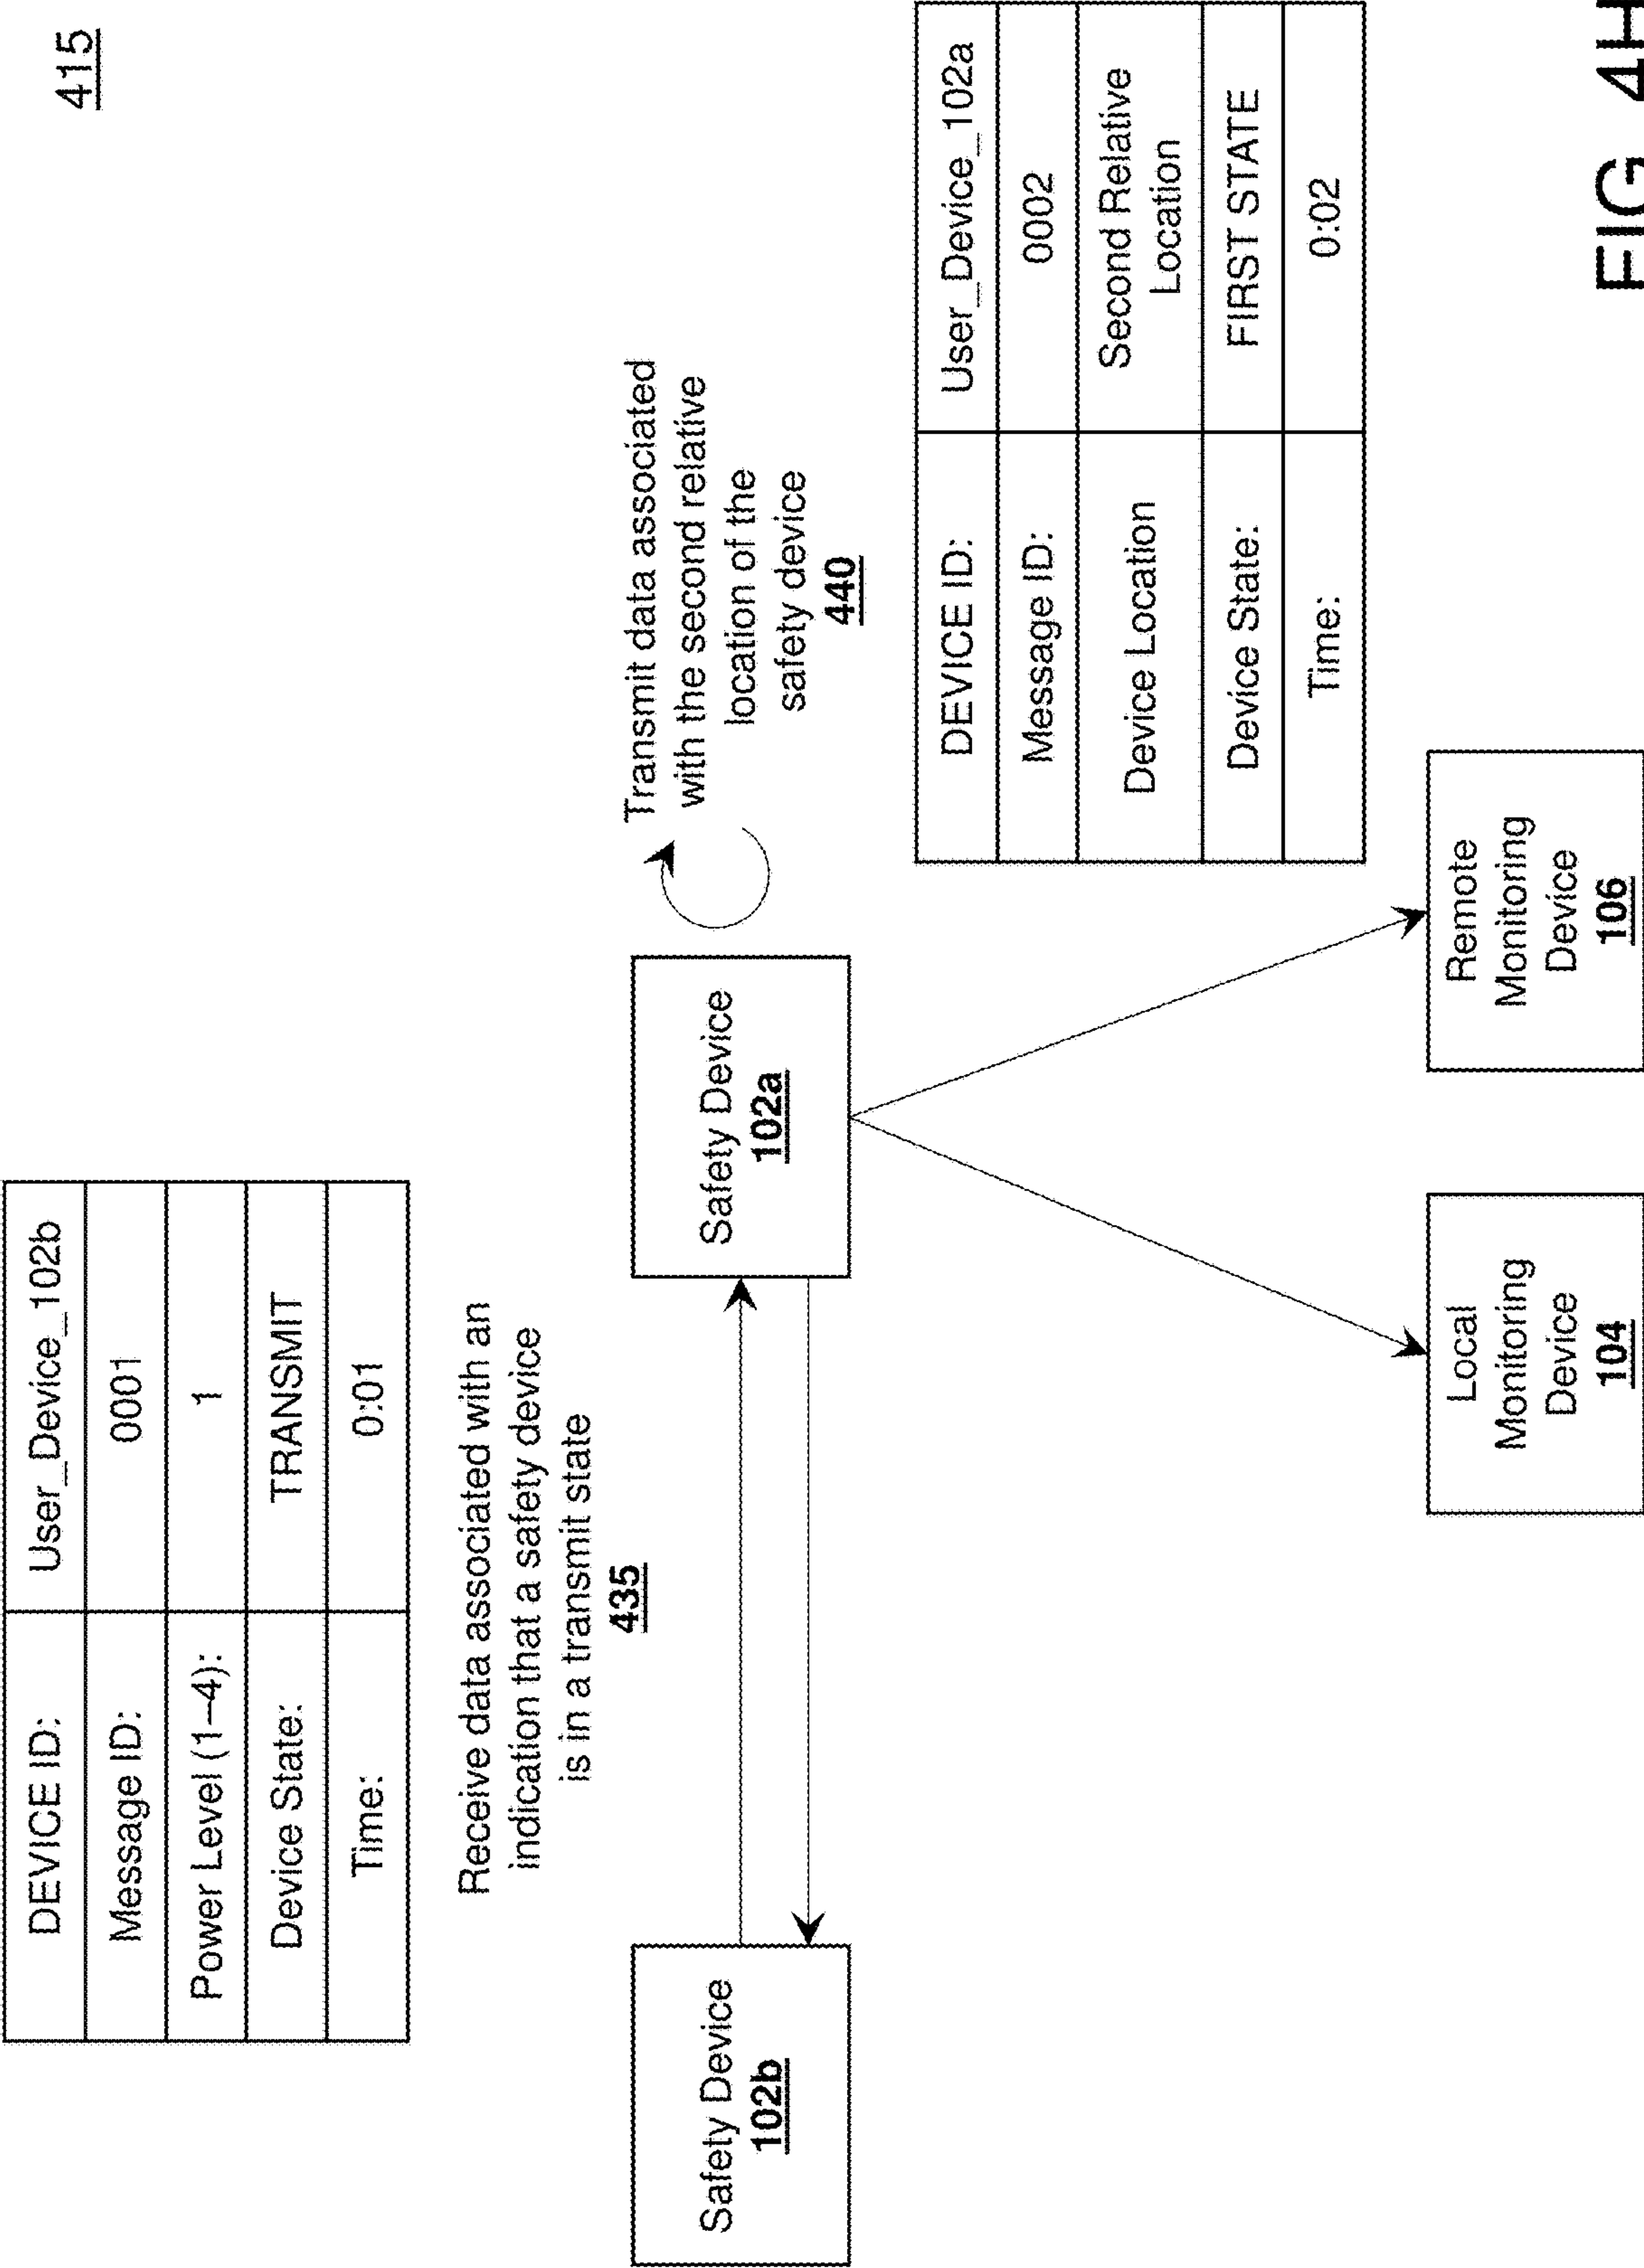 415
DEVICE ID: User_Device_102b
Message ID: 0001
Power Level (1–4): 1
Device State: TRANSMIT
Time: 0:01
Receive data associated with an
indication that a safety device
is in a transmit state
435
Transmit data associated
with the second relative
location of the
safety device
440
Safety Device
102b
Safety Device
102a
DEVICE ID: User_Device_102a
Message ID: 0002
Device Location Second Relative
Location
Device State: FIRST STATE
Time: 0:02
Local
Monitoring
Device
104
Remote
Monitoring
Device
106
FIG 4H